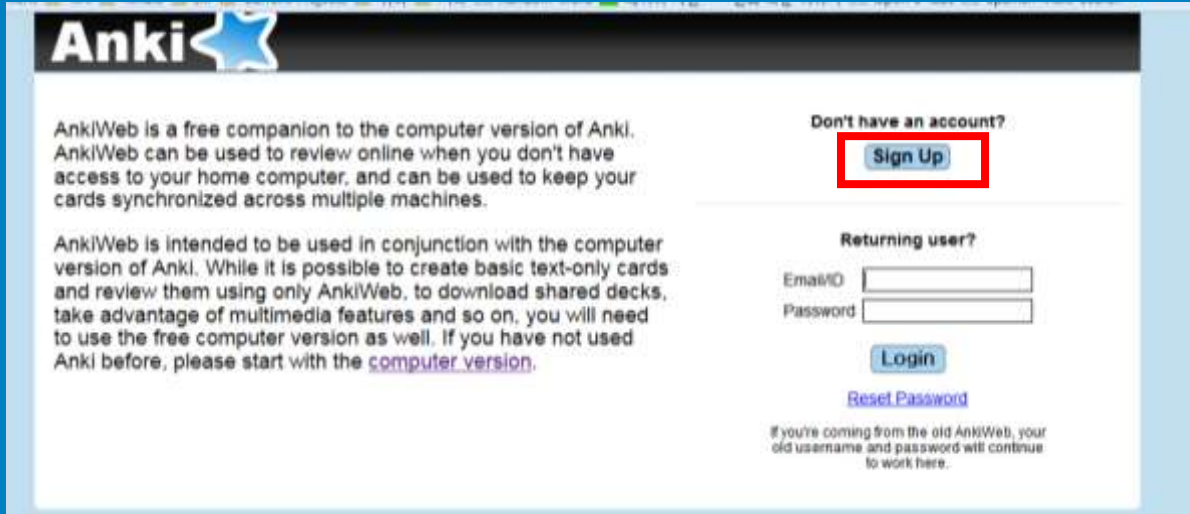 Anki
AnkiWeb is a free companion to the computer version of Anki.
AnkiWeb can be used to review online when you don't have
access to your home computer, and can be used to keep your
cards synchronized across multiple machines.
AnkiWeb is intended to be used in conjunction with the computer
version of Anki. While it is possible to create basic text-only cards
and review them using only AnkiWeb, to download shared decks,
take advantage of multimedia features and so on, you will need
to use the free computer version as well. If you have not used
Anki before, please start with the computer version.
Don't have an account?
Sign Up
Returning user?
Email/ID
Password
Login
Reset Password
If you're coming from the old AnkiWeb, your
old username and password will continue
to work here.